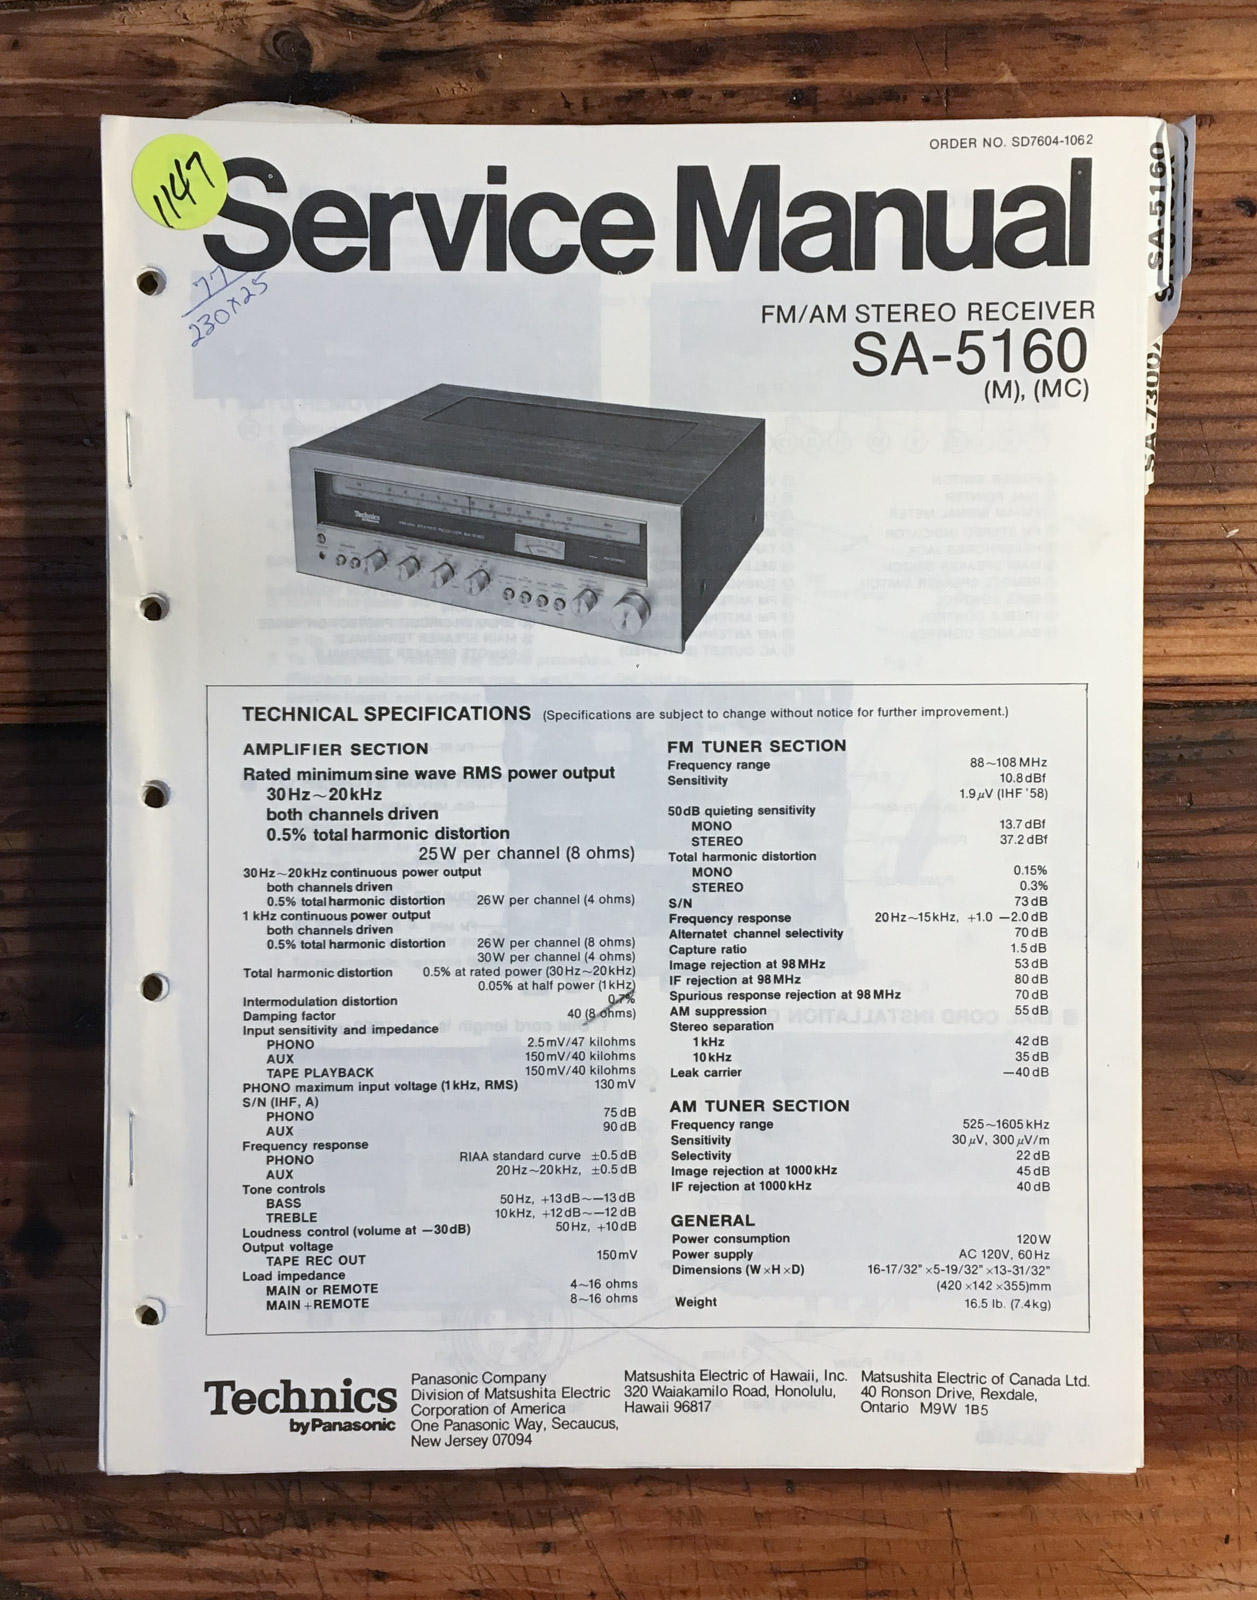 ORDER NO. SD7604-1062
1147
Service Manual
77
230x25
FM/AM STEREO RECEIVER
SA-5160
(M), (MC)
SA-5160
SA-7300
Technics
TECHNICAL SPECIFICATIONS (Specifications are subject to change without notice for further improvement.)
AMPLIFIER SECTION
Rated minimum sine wave RMS power output
30Hz~20kHz
both channels driven
0.5% total harmonic distortion
25W per channel (8 ohms)
30Hz~20kHz continuous power output
both channels driven
0.5% total harmonic distortion 26W per channel (4 ohms)
1 kHz continuous power output
both channels driven
0.5% total harmonic distortion 26W per channel (8 ohms)
30W per channel (4 ohms)
Total harmonic distortion 0.5% at rated power (30Hz~20kHz)
0.05% at half power (1kHz)
Intermodulation distortion 0.7%
Damping factor 40 (8 ohms)
Input sensitivity and impedance
PHONO 2.5mV/47 kilohms
AUX 150mV/40 kilohms
TAPE PLAYBACK 150mV/40 kilohms
PHONO maximum input voltage (1kHz, RMS) 130mV
S/N (IHF, A)
PHONO 75dB
AUX 90dB
Frequency response
PHONO RIAA standard curve ±0.5dB
AUX 20Hz~20kHz, ±0.5dB
Tone controls
BASS 50Hz, +13dB~−13dB
TREBLE 10kHz, +12dB~−12dB
Loudness control (volume at −30dB) 50Hz, +10dB
Output voltage
TAPE REC OUT 150mV
Load impedance
MAIN or REMOTE 4~16 ohms
MAIN+REMOTE 8~16 ohms
FM TUNER SECTION
Frequency range 88~108MHz
Sensitivity 10.8dBf
1.9µV (IHF '58)
50dB quieting sensitivity
MONO 13.7dBf
STEREO 37.2dBf
Total harmonic distortion
MONO 0.15%
STEREO 0.3%
S/N 73dB
Frequency response 20Hz~15kHz, +1.0 −2.0dB
Alternatet channel selectivity 70dB
Capture ratio 1.5dB
Image rejection at 98MHz 53dB
IF rejection at 98MHz 80dB
Spurious response rejection at 98MHz 70dB
AM suppression 55dB
Stereo separation
1kHz 42dB
10kHz 35dB
Leak carrier −40dB
AM TUNER SECTION
Frequency range 525~1605kHz
Sensitivity 30µV, 300µV/m
Selectivity 22dB
Image rejection at 1000kHz 45dB
IF rejection at 1000kHz 40dB
GENERAL
Power consumption 120W
Power supply AC 120V, 60Hz
Dimensions (W×H×D) 16-17/32" ×5-19/32" ×13-31/32"
(420×142×355)mm
Weight 16.5 lb. (7.4kg)
Technics
by Panasonic
Panasonic Company
Division of Matsushita Electric
Corporation of America
One Panasonic Way, Secaucus,
New Jersey 07094
Matsushita Electric of Hawaii, Inc.
320 Waiakamilo Road, Honolulu,
Hawaii 96817
Matsushita Electric of Canada Ltd.
40 Ronson Drive, Rexdale,
Ontario M9W 1B5